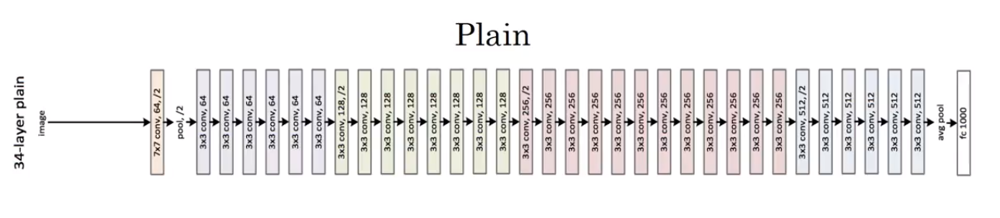 Plain
34-layer plain
image
7x7 conv, 64, /2
pool, /2
3x3 conv, 64
3x3 conv, 64
3x3 conv, 64
3x3 conv, 64
3x3 conv, 64
3x3 conv, 64
3x3 conv, 128, /2
3x3 conv, 128
3x3 conv, 128
3x3 conv, 128
3x3 conv, 128
3x3 conv, 128
3x3 conv, 128
3x3 conv, 128
3x3 conv, 256, /2
3x3 conv, 256
3x3 conv, 256
3x3 conv, 256
3x3 conv, 256
3x3 conv, 256
3x3 conv, 256
3x3 conv, 256
3x3 conv, 256
3x3 conv, 256
3x3 conv, 256
3x3 conv, 256
3x3 conv, 512, /2
3x3 conv, 512
3x3 conv, 512
3x3 conv, 512
3x3 conv, 512
3x3 conv, 512
avg pool
fc 1000